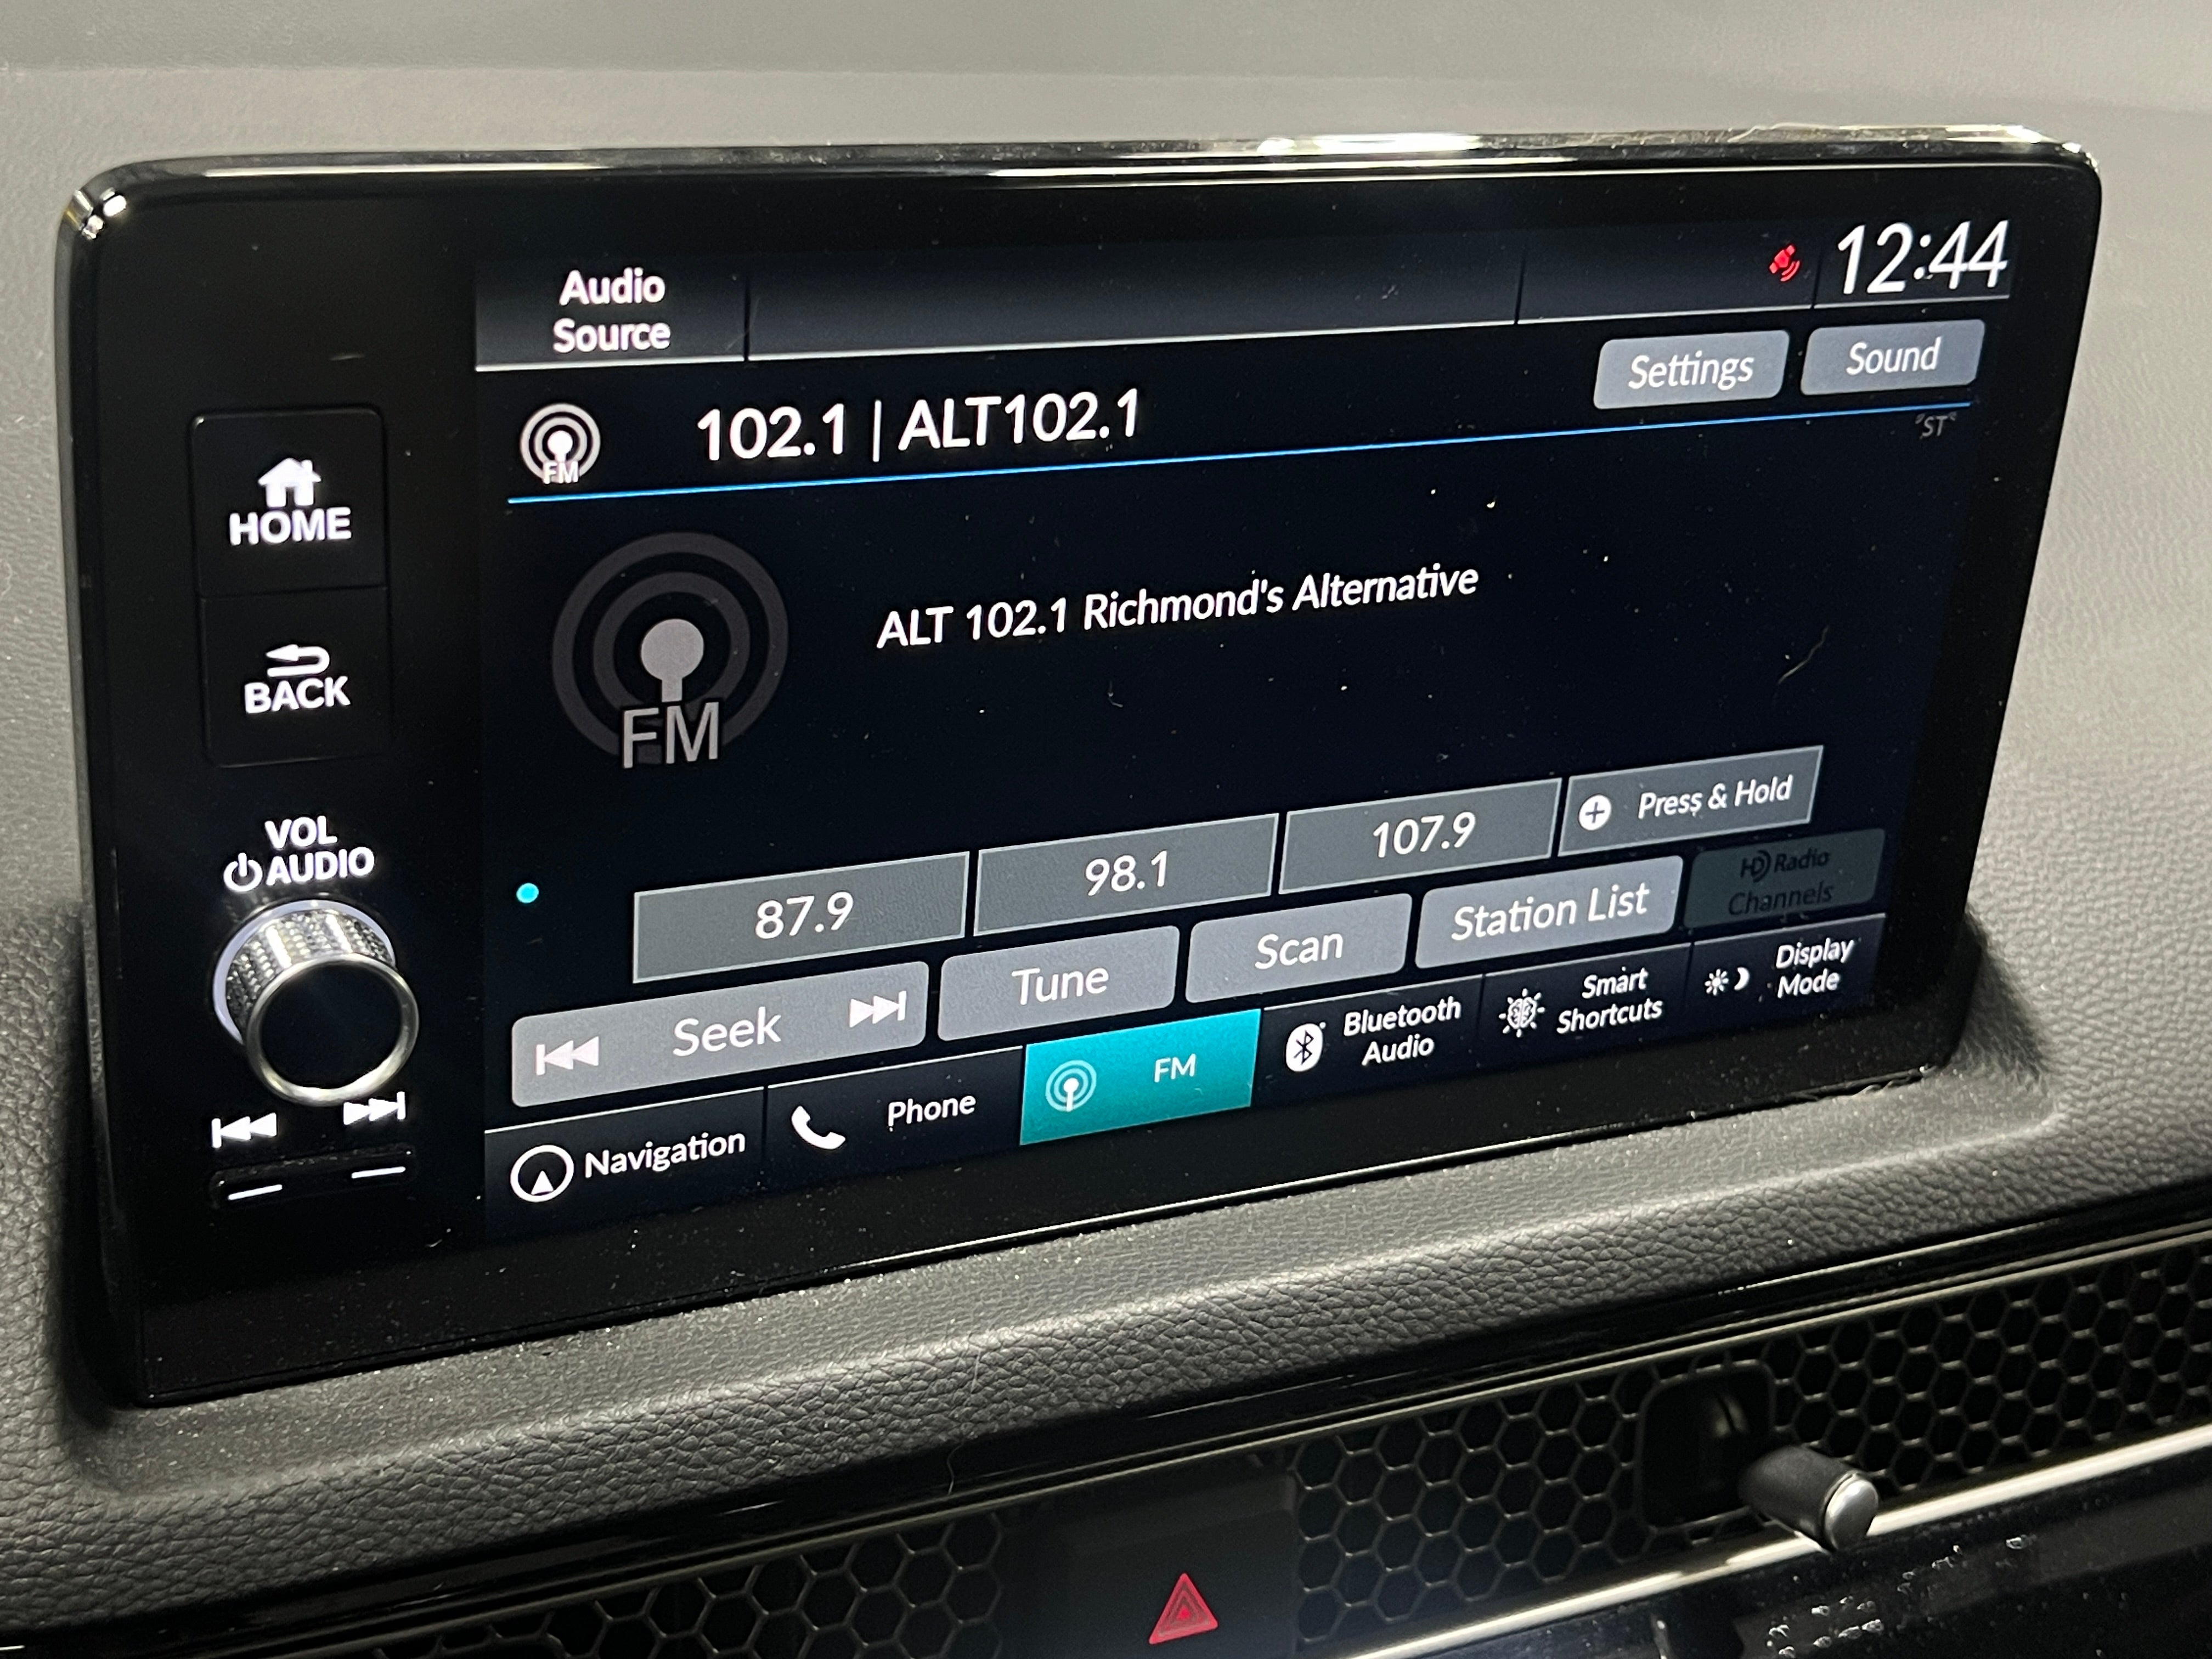 Audio
Source
12:44
Settings
Sound
FM
102.1 | ALT102.1
"ST"
HOME
BACK
VOL
AUDIO
FM
ALT 102.1 Richmond's Alternative
87.9
98.1
107.9
Press & Hold
Seek
Tune
Scan
Station List
HD Radio
Channels
Navigation
Phone
FM
Bluetooth
Audio
Smart
Shortcuts
Display
Mode